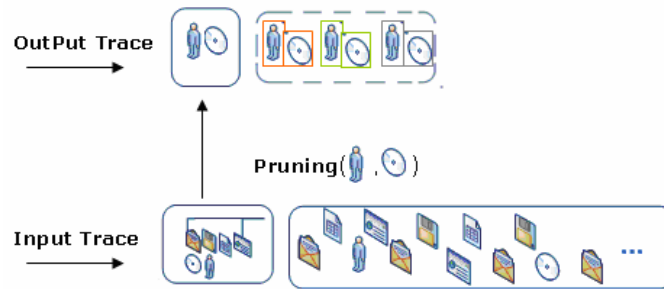 OutPut Trace
Pruning( , )
Input Trace
...